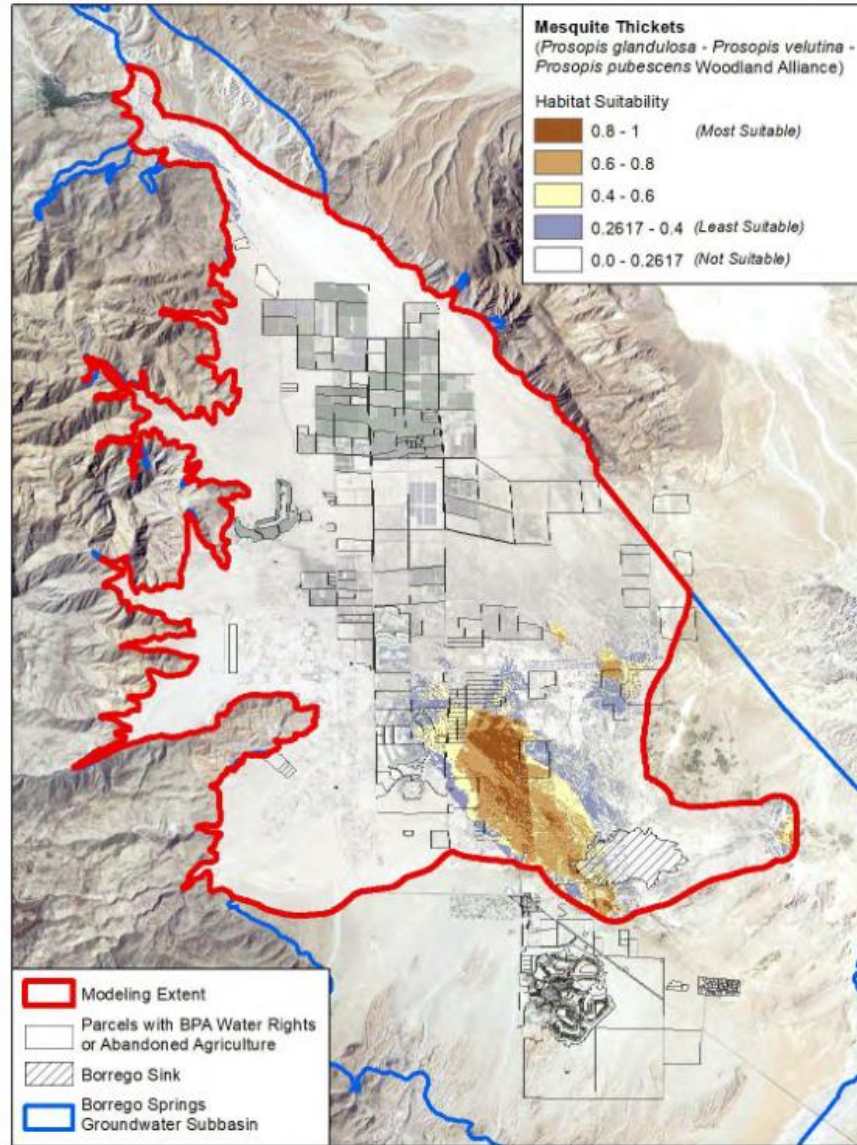 Mesquite Thickets
(Prosopis glandulosa - Prosopis velutina -
Prosopis pubescens Woodland Alliance)
Habitat Suitability
0.8 - 1 (Most Suitable)
0.6 - 0.8
0.4 - 0.6
0.2617 - 0.4 (Least Suitable)
0.0 - 0.2617 (Not Suitable)
Modeling Extent
Parcels with BPA Water Rights
or Abandoned Agriculture
Borrego Sink
Borrego Springs
Groundwater Subbasin